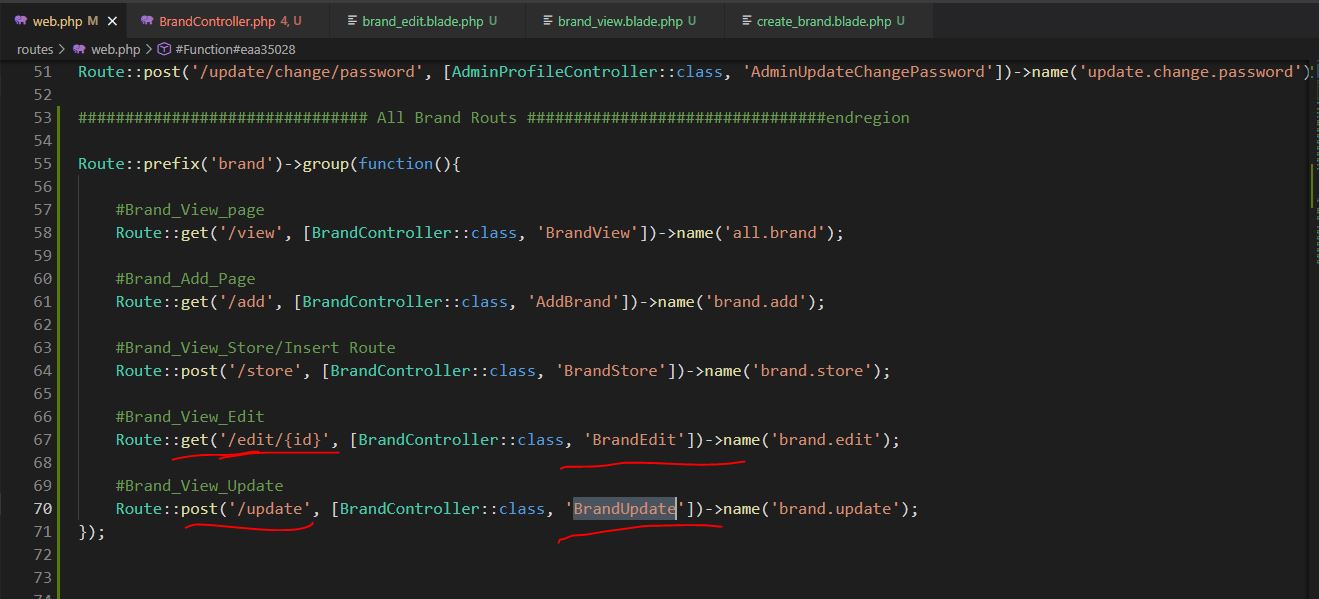 web.php M ×
BrandController.php 4, U
brand_edit.blade.php U
brand_view.blade.php U
create_brand.blade.php U
routes > web.php > #Function#eaa35028
51 Route::post('/update/change/password', [AdminProfileController::class, 'AdminUpdateChangePassword'])->name('update.change.password')
52
53 ############################### All Brand Routs ################################endregion
54
55 Route::prefix('brand')->group(function(){
56
57 #Brand_View_page
58 Route::get('/view', [BrandController::class, 'BrandView'])->name('all.brand');
59
60 #Brand_Add_Page
61 Route::get('/add', [BrandController::class, 'AddBrand'])->name('brand.add');
62
63 #Brand_View_Store/Insert Route
64 Route::post('/store', [BrandController::class, 'BrandStore'])->name('brand.store');
65
66 #Brand_View_Edit
67 Route::get('/edit/{id}', [BrandController::class, 'BrandEdit'])->name('brand.edit');
68
69 #Brand_View_Update
70 Route::post('/update', [BrandController::class, 'BrandUpdate'])->name('brand.update');
71 });
72
73